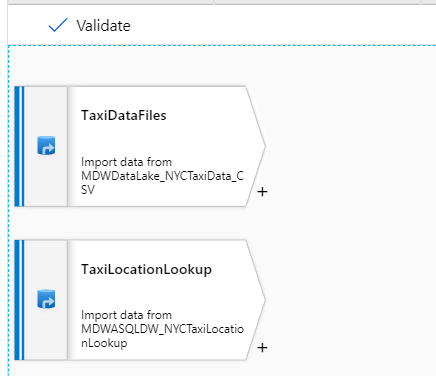 Validate
TaxiDataFiles
Import data from
MDWDataLake_NYCTaxiData_C
SV
+
TaxiLocationLookup
Import data from
MDWASQLDW_NYCTaxiLocatio
nLookup
+